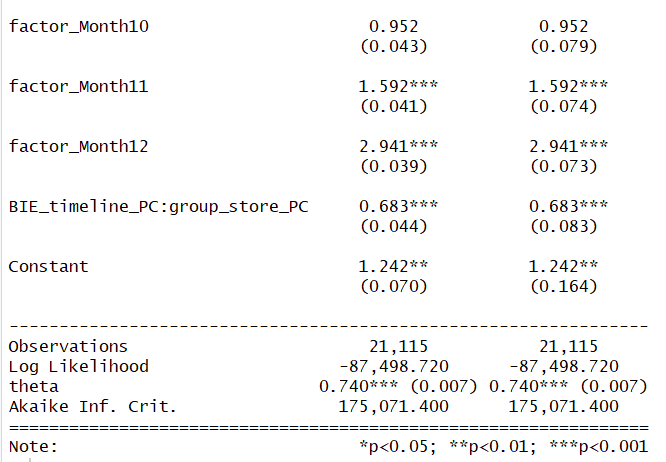 factor_Month10 0.952 0.952
(0.043) (0.079)
factor_Month11 1.592*** 1.592***
(0.041) (0.074)
factor_Month12 2.941*** 2.941***
(0.039) (0.073)
BIE_timeline_PC:group_store_PC 0.683*** 0.683***
(0.044) (0.083)
Constant 1.242** 1.242**
(0.070) (0.164)
-----------------------------------------------------------------
Observations 21,115 21,115
Log Likelihood -87,498.720 -87,498.720
theta 0.740*** (0.007) 0.740*** (0.007)
Akaike Inf. Crit. 175,071.400 175,071.400
=================================================================
Note: *p<0.05; **p<0.01; ***p<0.001